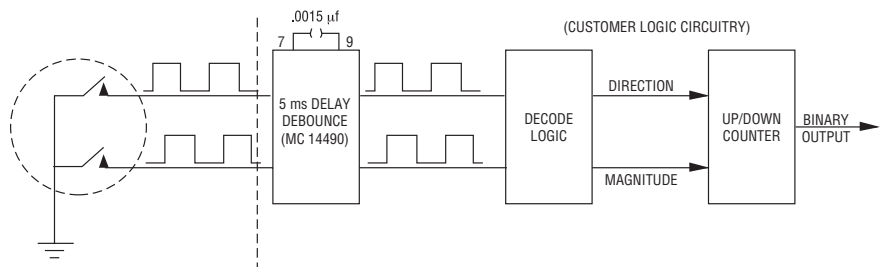 .0015 µf
7 9
(CUSTOMER LOGIC CIRCUITRY)
5 ms DELAY
DEBOUNCE
(MC 14490)
DECODE
LOGIC
DIRECTION
MAGNITUDE
UP/DOWN
COUNTER
BINARY
OUTPUT